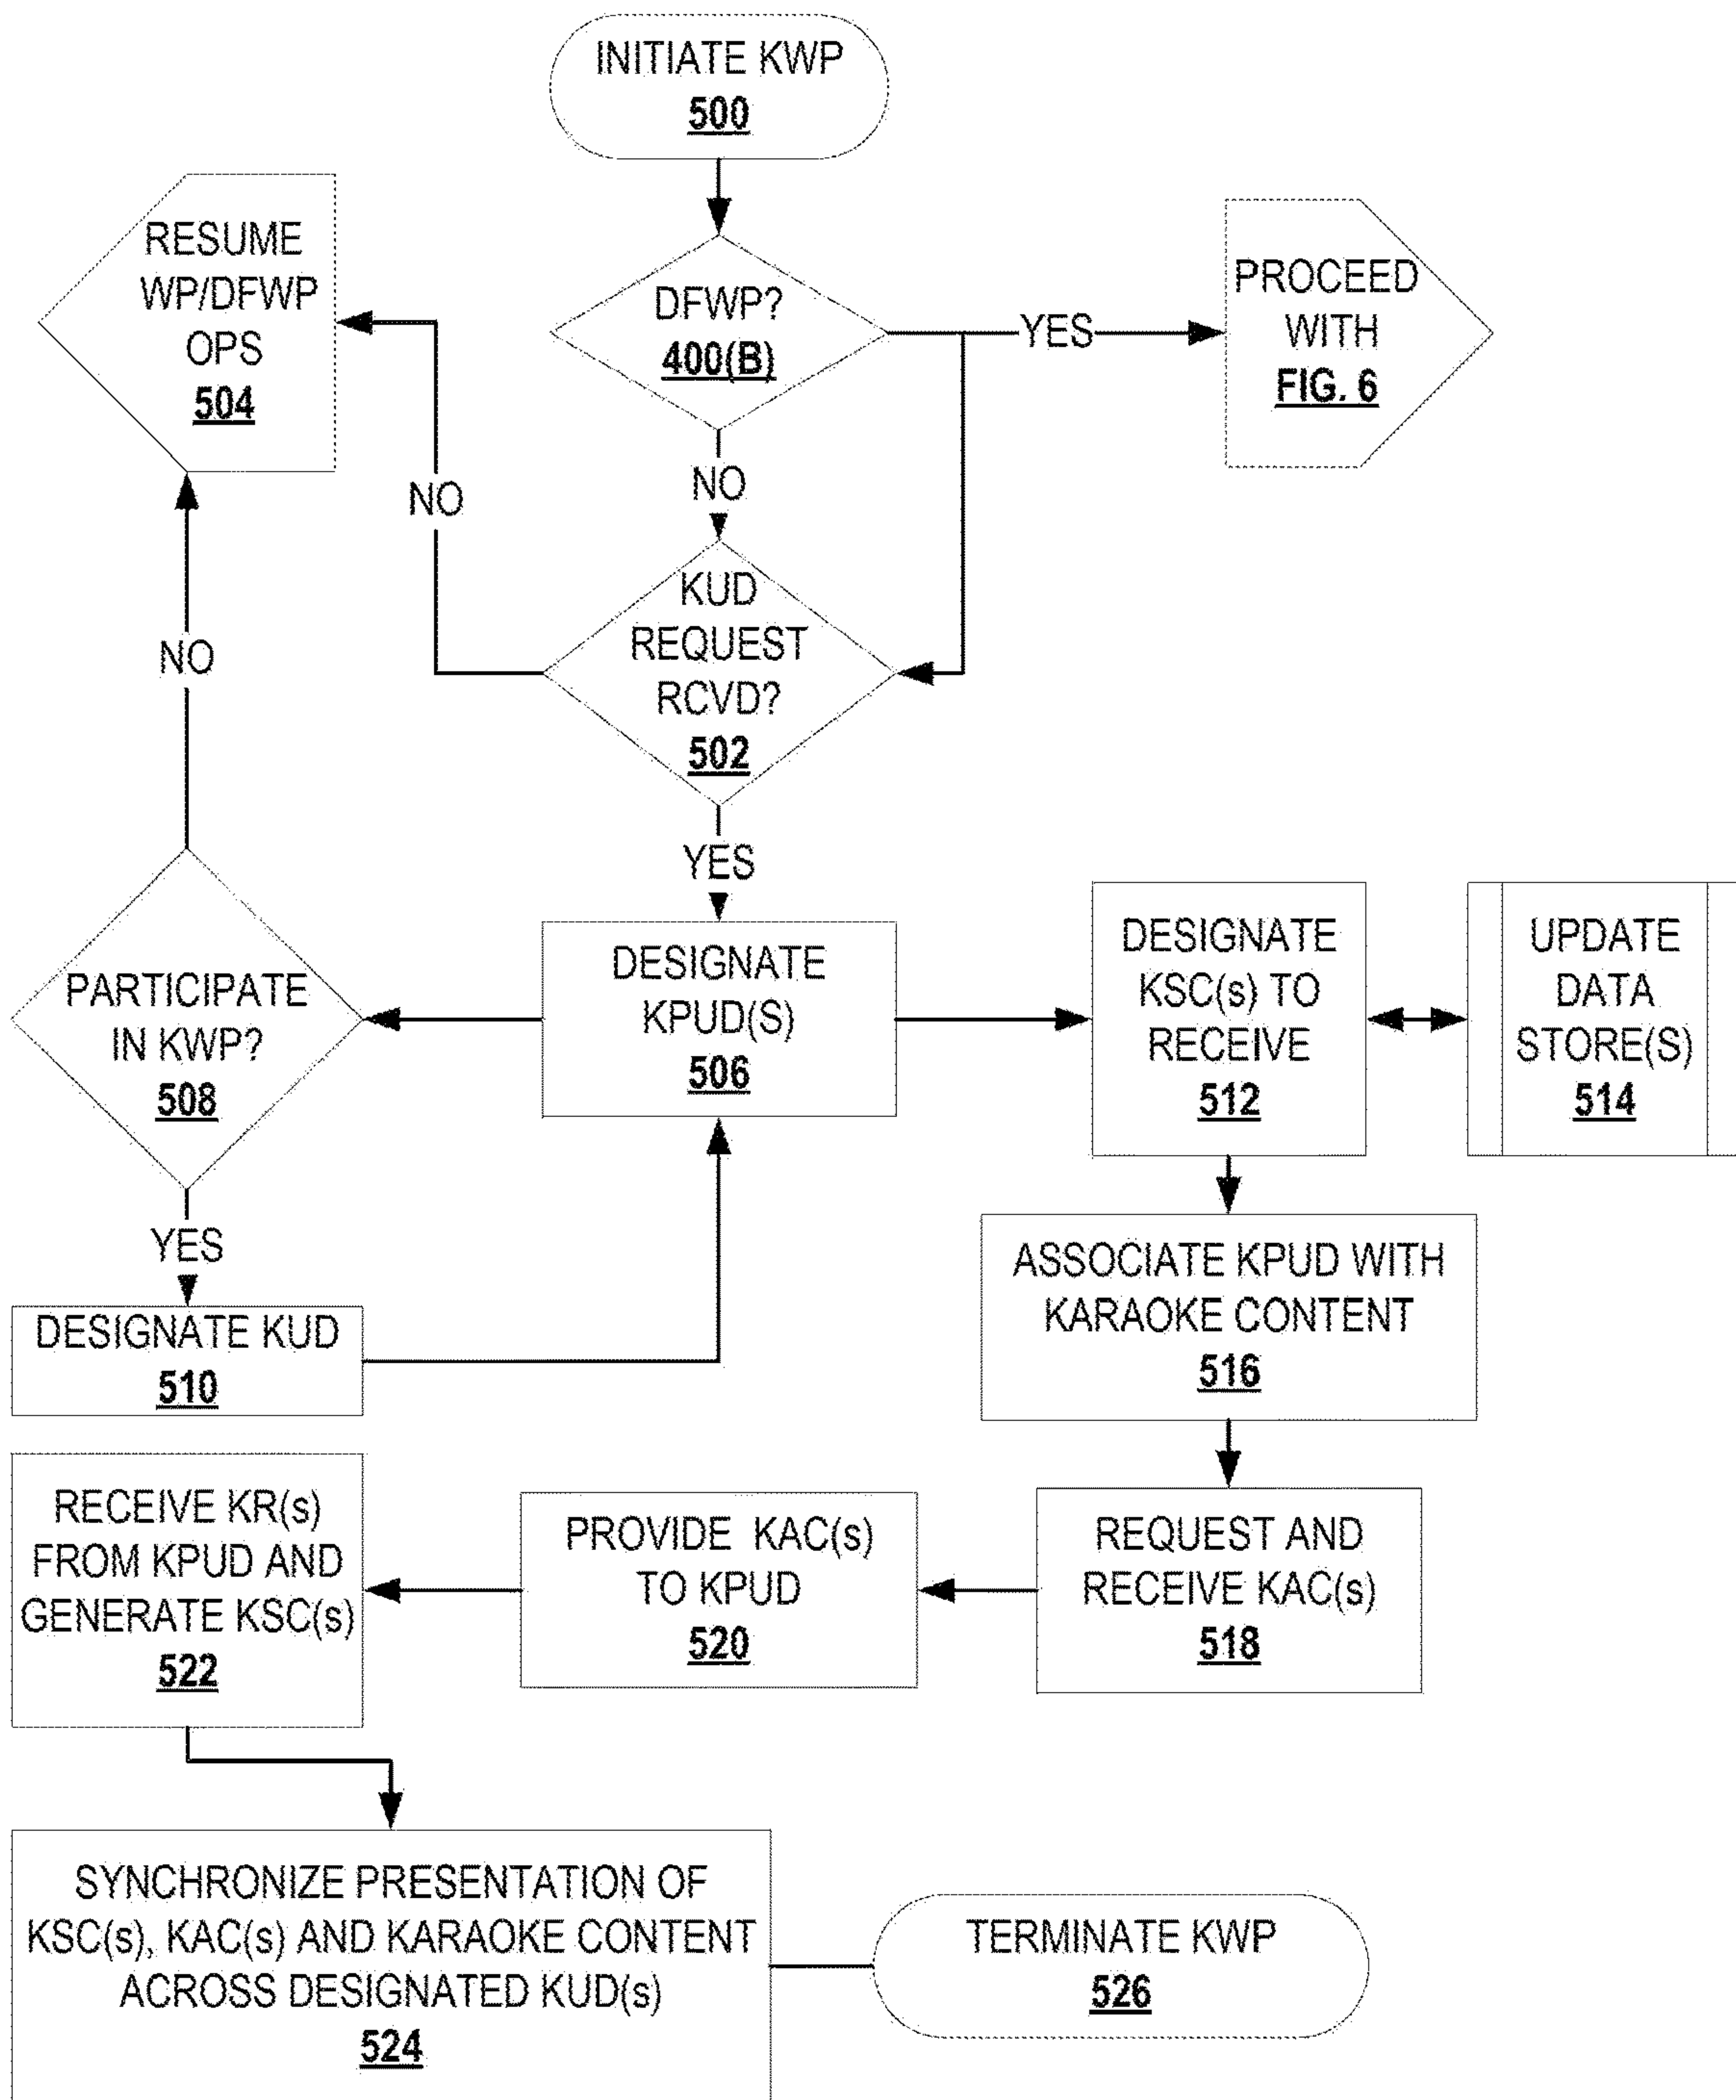 INITIATE KWP
500
RESUME
WP/DFWP
OPS
504
DFWP?
400(B)
YES
PROCEED
WITH
FIG. 6
NO
NO
KUD
REQUEST
RCVD?
502
NO
YES
PARTICIPATE
IN KWP?
508
DESIGNATE
KPUD(S)
506
DESIGNATE
KSC(s) TO
RECEIVE
512
UPDATE
DATA
STORE(S)
514
YES
DESIGNATE KUD
510
ASSOCIATE KPUD WITH
KARAOKE CONTENT
516
RECEIVE KR(s)
FROM KPUD AND
GENERATE KSC(s)
522
PROVIDE KAC(s)
TO KPUD
520
REQUEST AND
RECEIVE KAC(s)
518
SYNCHRONIZE PRESENTATION OF
KSC(s), KAC(s) AND KARAOKE CONTENT
ACROSS DESIGNATED KUD(s)
524
TERMINATE KWP
526